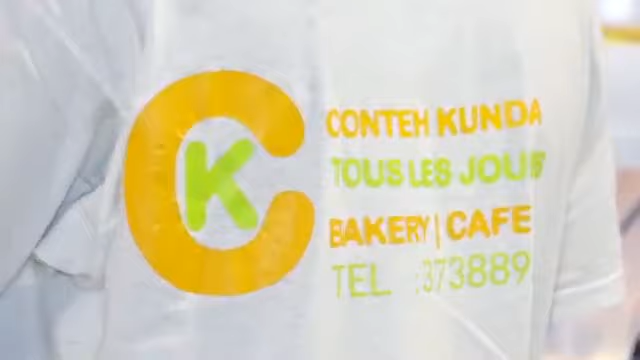 CK
CONTEH KUNDA
TOUS LES JOURS
BAKERY | CAFE
TEL :373889